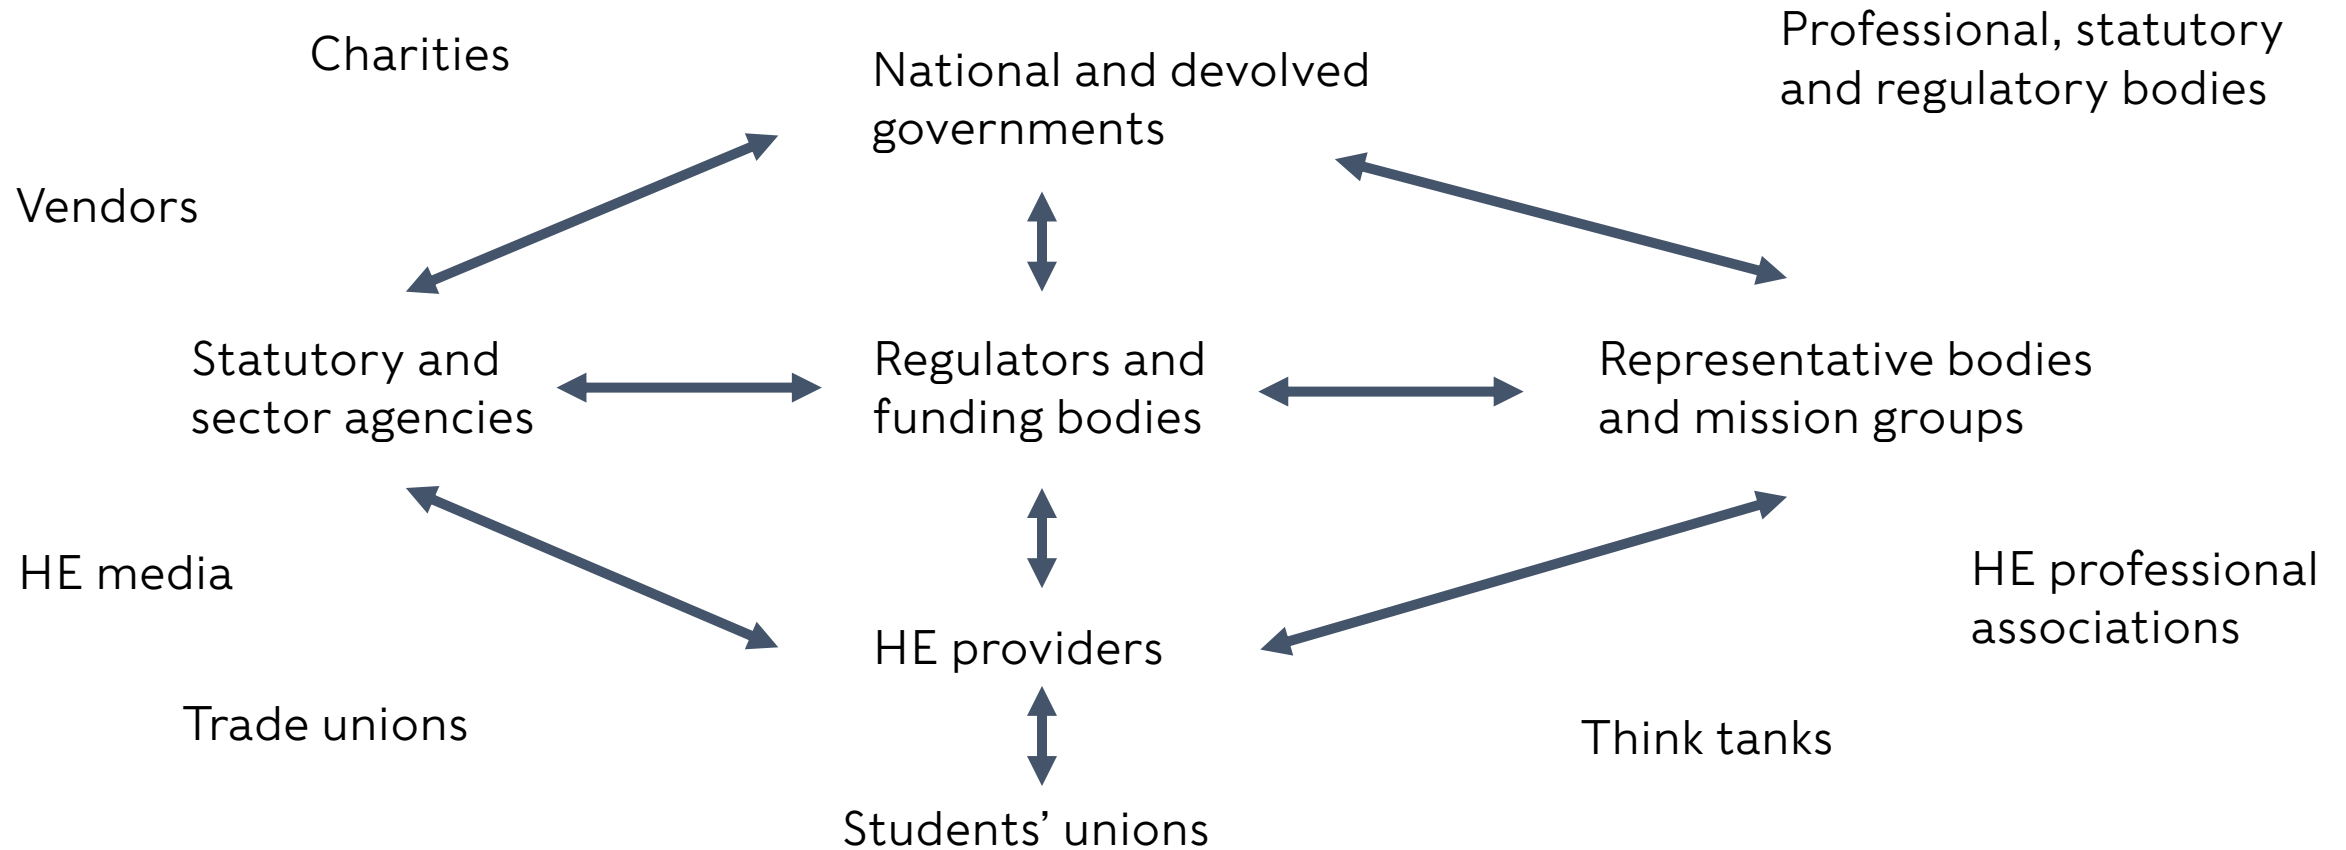 Charities
National and devolved
governments
Professional, statutory
and regulatory bodies
Vendors
Statutory and
sector agencies
Regulators and
funding bodies
Representative bodies
and mission groups
HE media
HE providers
HE professional
associations
Trade unions
Think tanks
Students’ unions